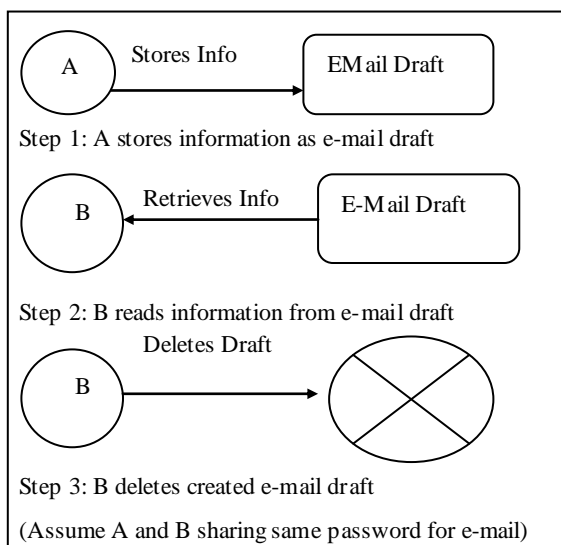 A
Stores Info
EMail Draft
Step 1: A stores information as e-mail draft
B
Retrieves Info
E-Mail Draft
Step 2: B reads information from e-mail draft
Deletes Draft
B
Step 3: B deletes created e-mail draft
(Assume A and B sharing same password for e-mail)